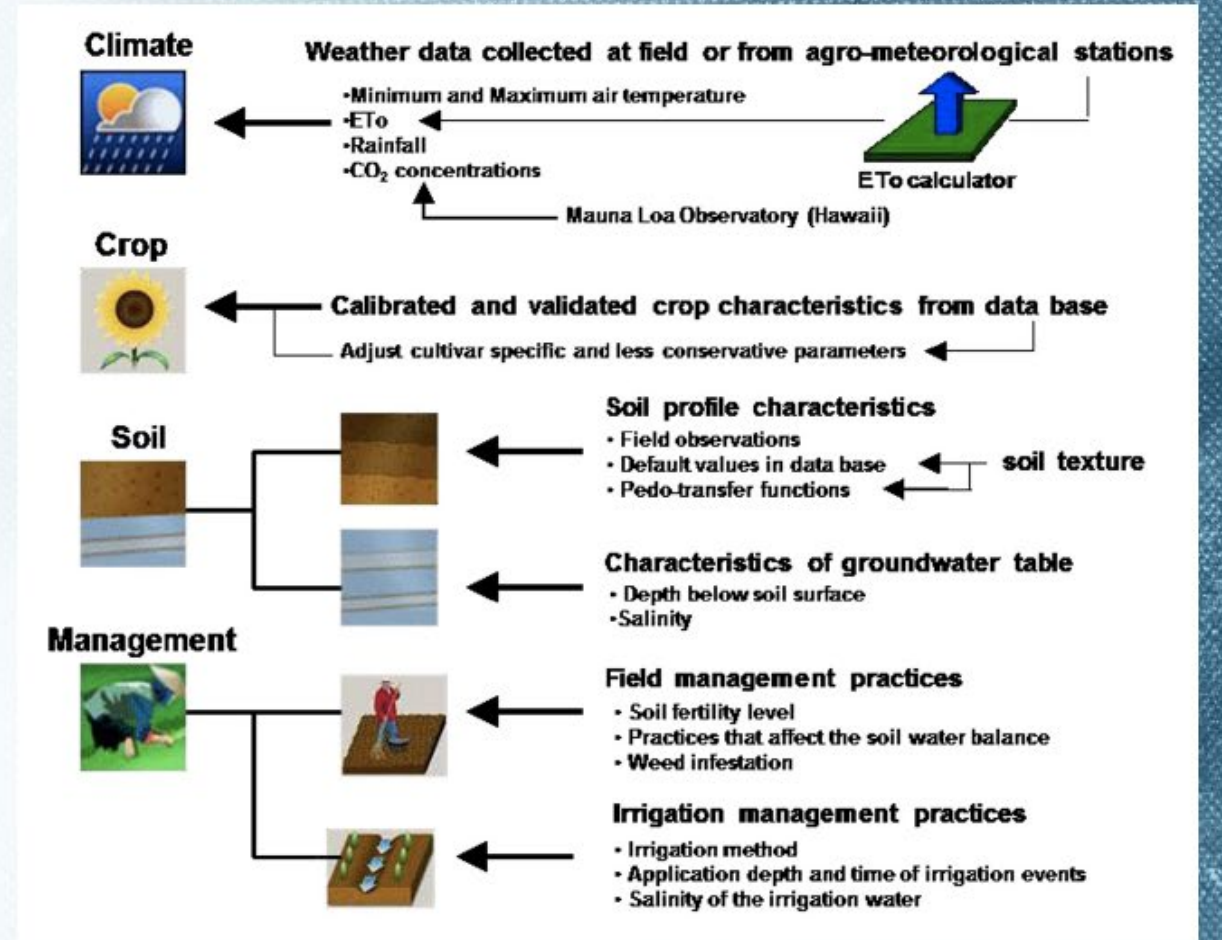 Climate
Weather data collected at field or from agro-meteorological stations
•Minimum and Maximum air temperature
•ETo
•Rainfall
•CO₂ concentrations
ETo calculator
Mauna Loa Observatory (Hawaii)
Crop
Calibrated and validated crop characteristics from data base
Adjust cultivar specific and less conservative parameters
Soil
Soil profile characteristics
• Field observations
• Default values in data base
• Pedo-transfer functions
soil texture
Characteristics of groundwater table
• Depth below soil surface
•Salinity
Management
Field management practices
• Soil fertility level
• Practices that affect the soil water balance
• Weed infestation
Irrigation management practices
• Irrigation method
• Application depth and time of irrigation events
• Salinity of the irrigation water